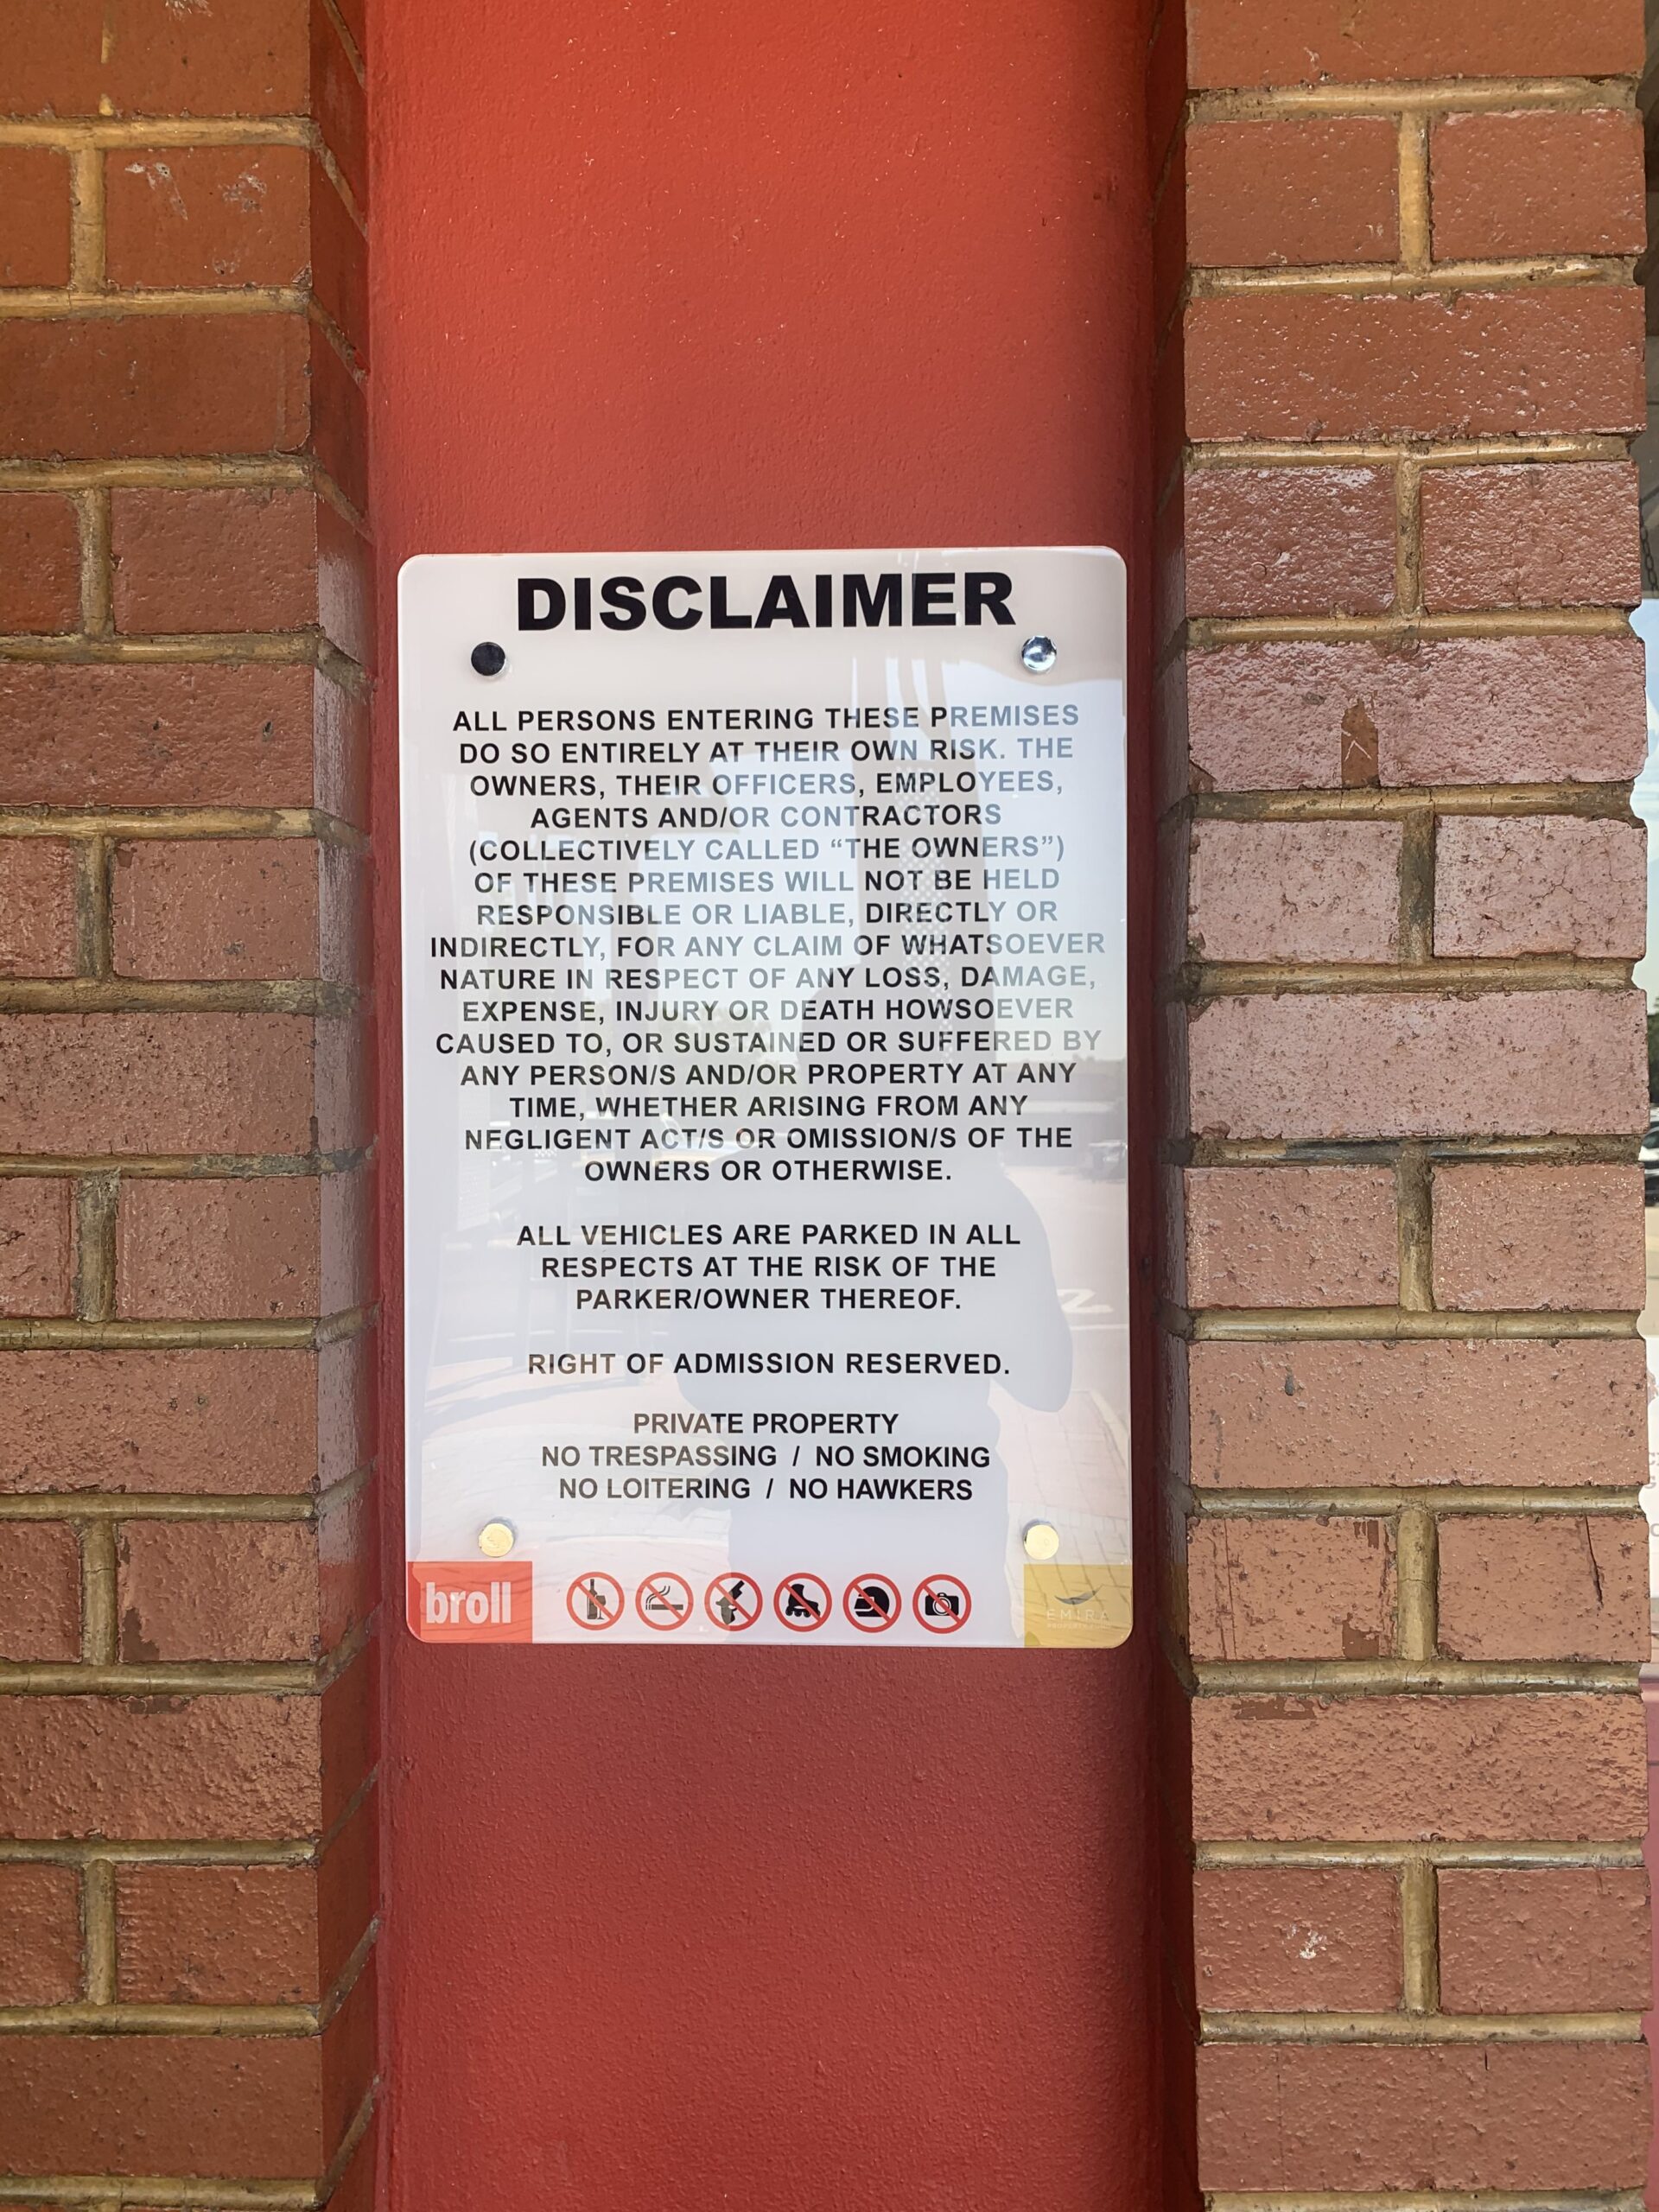 DISCLAIMER
ALL PERSONS ENTERING THESE PREMISES
DO SO ENTIRELY AT THEIR OWN RISK. THE
OWNERS, THEIR OFFICERS, EMPLOYEES,
AGENTS AND/OR CONTRACTORS
(COLLECTIVELY CALLED “THE OWNERS”)
OF THESE PREMISES WILL NOT BE HELD
RESPONSIBLE OR LIABLE, DIRECTLY OR
INDIRECTLY, FOR ANY CLAIM OF WHATSOEVER
NATURE IN RESPECT OF ANY LOSS, DAMAGE,
EXPENSE, INJURY OR DEATH HOWSOEVER
CAUSED TO, OR SUSTAINED OR SUFFERED BY
ANY PERSON/S AND/OR PROPERTY AT ANY
TIME, WHETHER ARISING FROM ANY
NEGLIGENT ACT/S OR OMISSION/S OF THE
OWNERS OR OTHERWISE.
ALL VEHICLES ARE PARKED IN ALL
RESPECTS AT THE RISK OF THE
PARKER/OWNER THEREOF.
RIGHT OF ADMISSION RESERVED.
PRIVATE PROPERTY
NO TRESPASSING / NO SMOKING
NO LOITERING / NO HAWKERS
broll
EMIRA